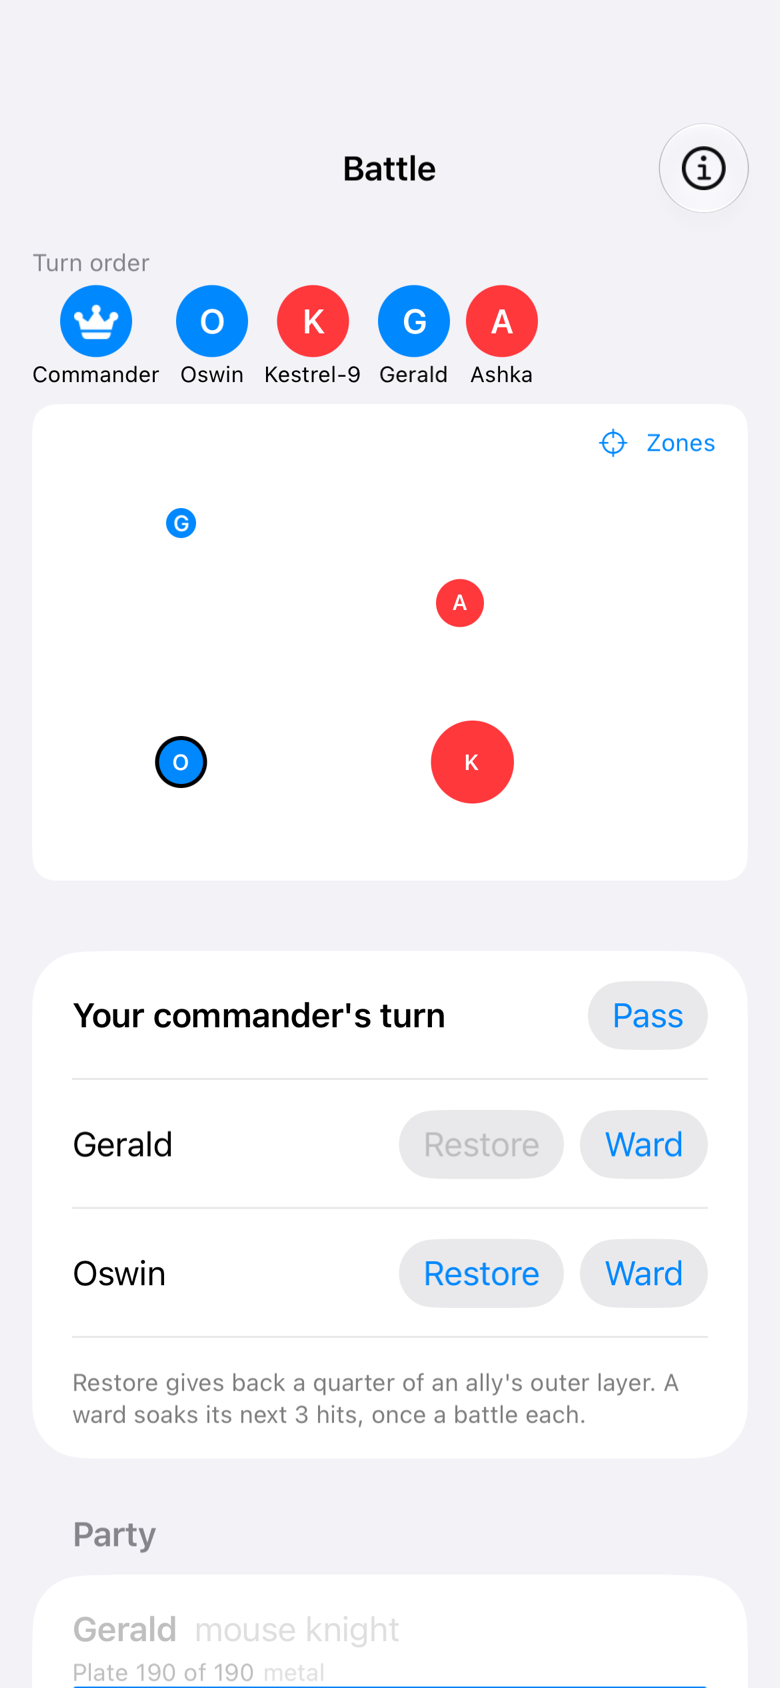 Battle
Turn order
O K G A
Commander Oswin Kestrel-9 Gerald Ashka
Zones
G
A
O K
Your commander's turn Pass
Gerald Restore Ward
Oswin Restore Ward
Restore gives back a quarter of an ally's outer layer. A
ward soaks its next 3 hits, once a battle each.
Party
Gerald mouse knight
Plate 190 of 190 metal